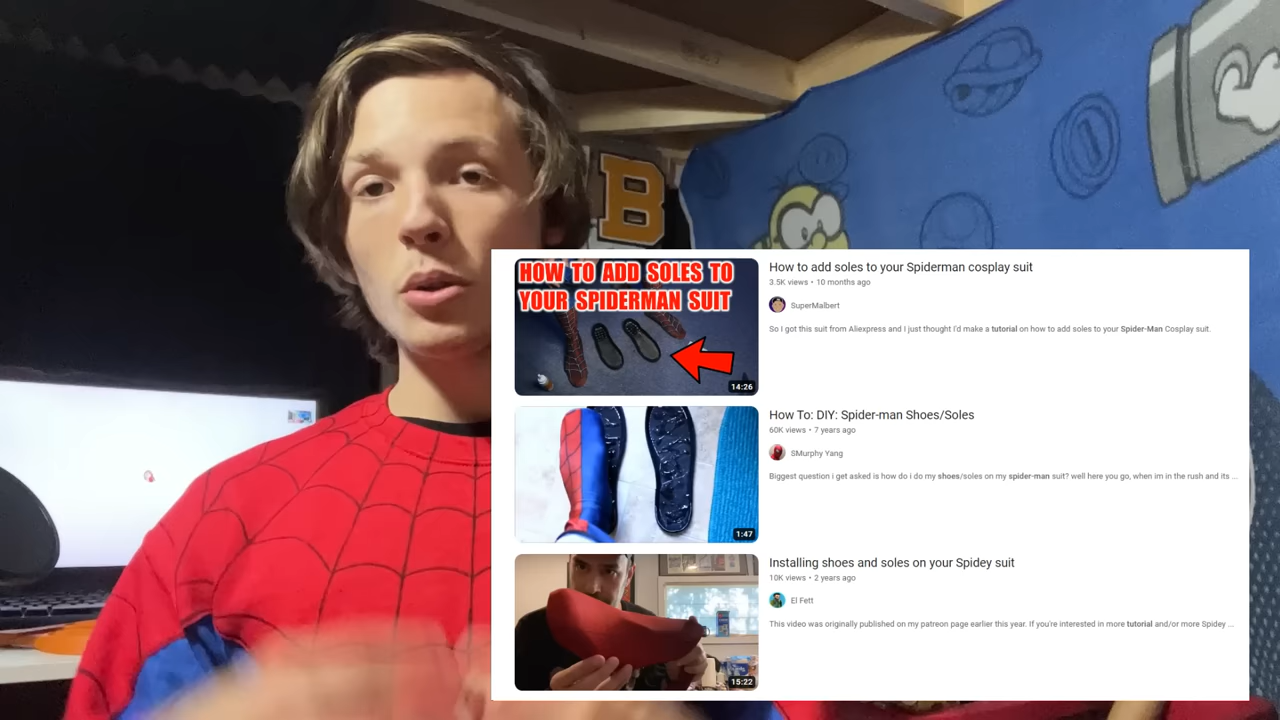 B
HOW TO ADD SOLES TO
YOUR SPIDERMAN SUIT
14:26
How to add soles to your Spiderman cosplay suit
3.5K views • 10 months ago
SuperMalbert
So I got this suit from Aliexpress and I just thought I'd make a tutorial on how to add soles to your Spider-Man Cosplay suit.
1:47
How To: DIY: Spider-man Shoes/Soles
60K views • 7 years ago
SMurphy Yang
Biggest question i get asked is how do i do my shoes/soles on my spider-man suit? well here you go, when im in the rush and its ...
15:22
Installing shoes and soles on your Spidey suit
10K views • 2 years ago
El Fett
This video was originally published on my patreon page earlier this year. If you're interested in more tutorial and/or more Spidey ...